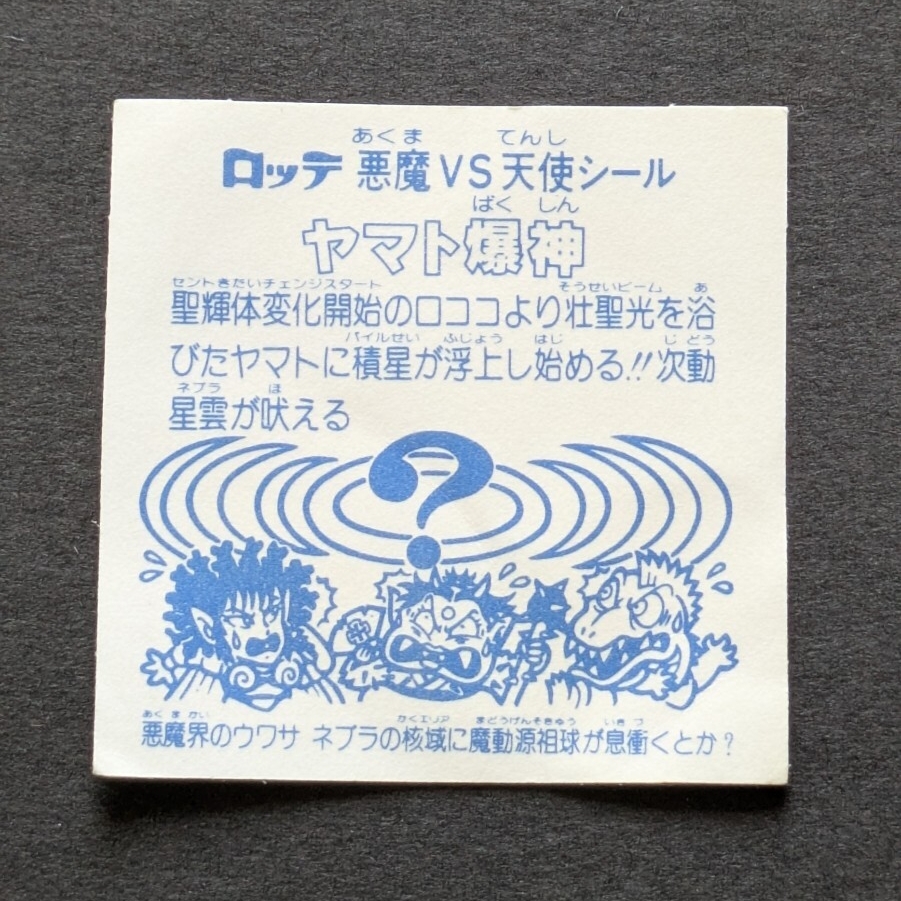 あくま てんし
ロッテ 悪魔VS天使シール
ばく しん
ヤマト爆神
セントきたいチェンジスタート そうせいビーム あ
聖輝体変化開始のロココより壮聖光を浴
パイルせい ふじょう はじ じどう
びたヤマトに積星が浮上し始める!!次動
ネブラ ほ
星雲が吠える
?
あくまかい かくエリア まどうげんそきゅう いきづ
悪魔界のウワサ ネブラの核域に魔動源祖球が息衝くとか?